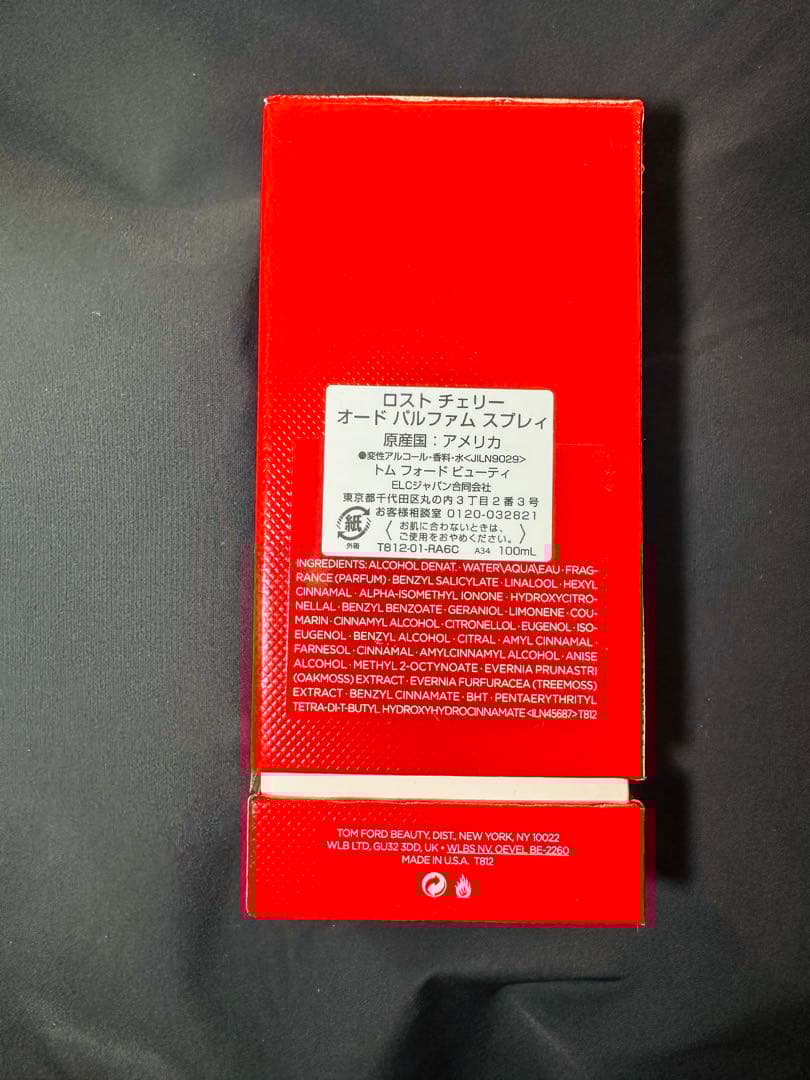 ロスト チェリー
オード パルファム スプレィ
原産国:アメリカ
●変性アルコール・香料・水<JILN9029>
トム フォード ビューティ
ELCジャパン合同会社
東京都千代田区丸の内3丁目2番3号
お客様相談室 0120-032821
紙
外箱
〈お肌に合わないときは、
ご使用をおやめください。〉
T812-01-RA6C A34 100mL
INGREDIENTS: ALCOHOL DENAT. · WATER\AQUA\EAU · FRAG-
RANCE (PARFUM) · BENZYL SALICYLATE · LINALOOL · HEXYL
CINNAMAL · ALPHA-ISOMETHYL IONONE · HYDROXYCITRO-
NELLAL · BENZYL BENZOATE · GERANIOL · LIMONENE · COU-
MARIN · CINNAMYL ALCOHOL · CITRONELLOL · EUGENOL · ISO-
EUGENOL · BENZYL ALCOHOL · CITRAL · AMYL CINNAMAL ·
FARNESOL · CINNAMAL · AMYLCINNAMYL ALCOHOL · ANISE
ALCOHOL · METHYL 2-OCTYNOATE · EVERNIA PRUNASTRI
(OAKMOSS) EXTRACT · EVERNIA FURFURACEA (TREEMOSS)
EXTRACT · BENZYL CINNAMATE · BHT · PENTAERYTHRITYL
TETRA-DI-T-BUTYL HYDROXYHYDROCINNAMATE <ILN45687> T812
TOM FORD BEAUTY, DIST., NEW YORK, NY 10022
WLB LTD, GU32 3DD, UK • WLBS NV. OEVEL BE-2260
MADE IN U.S.A. T812